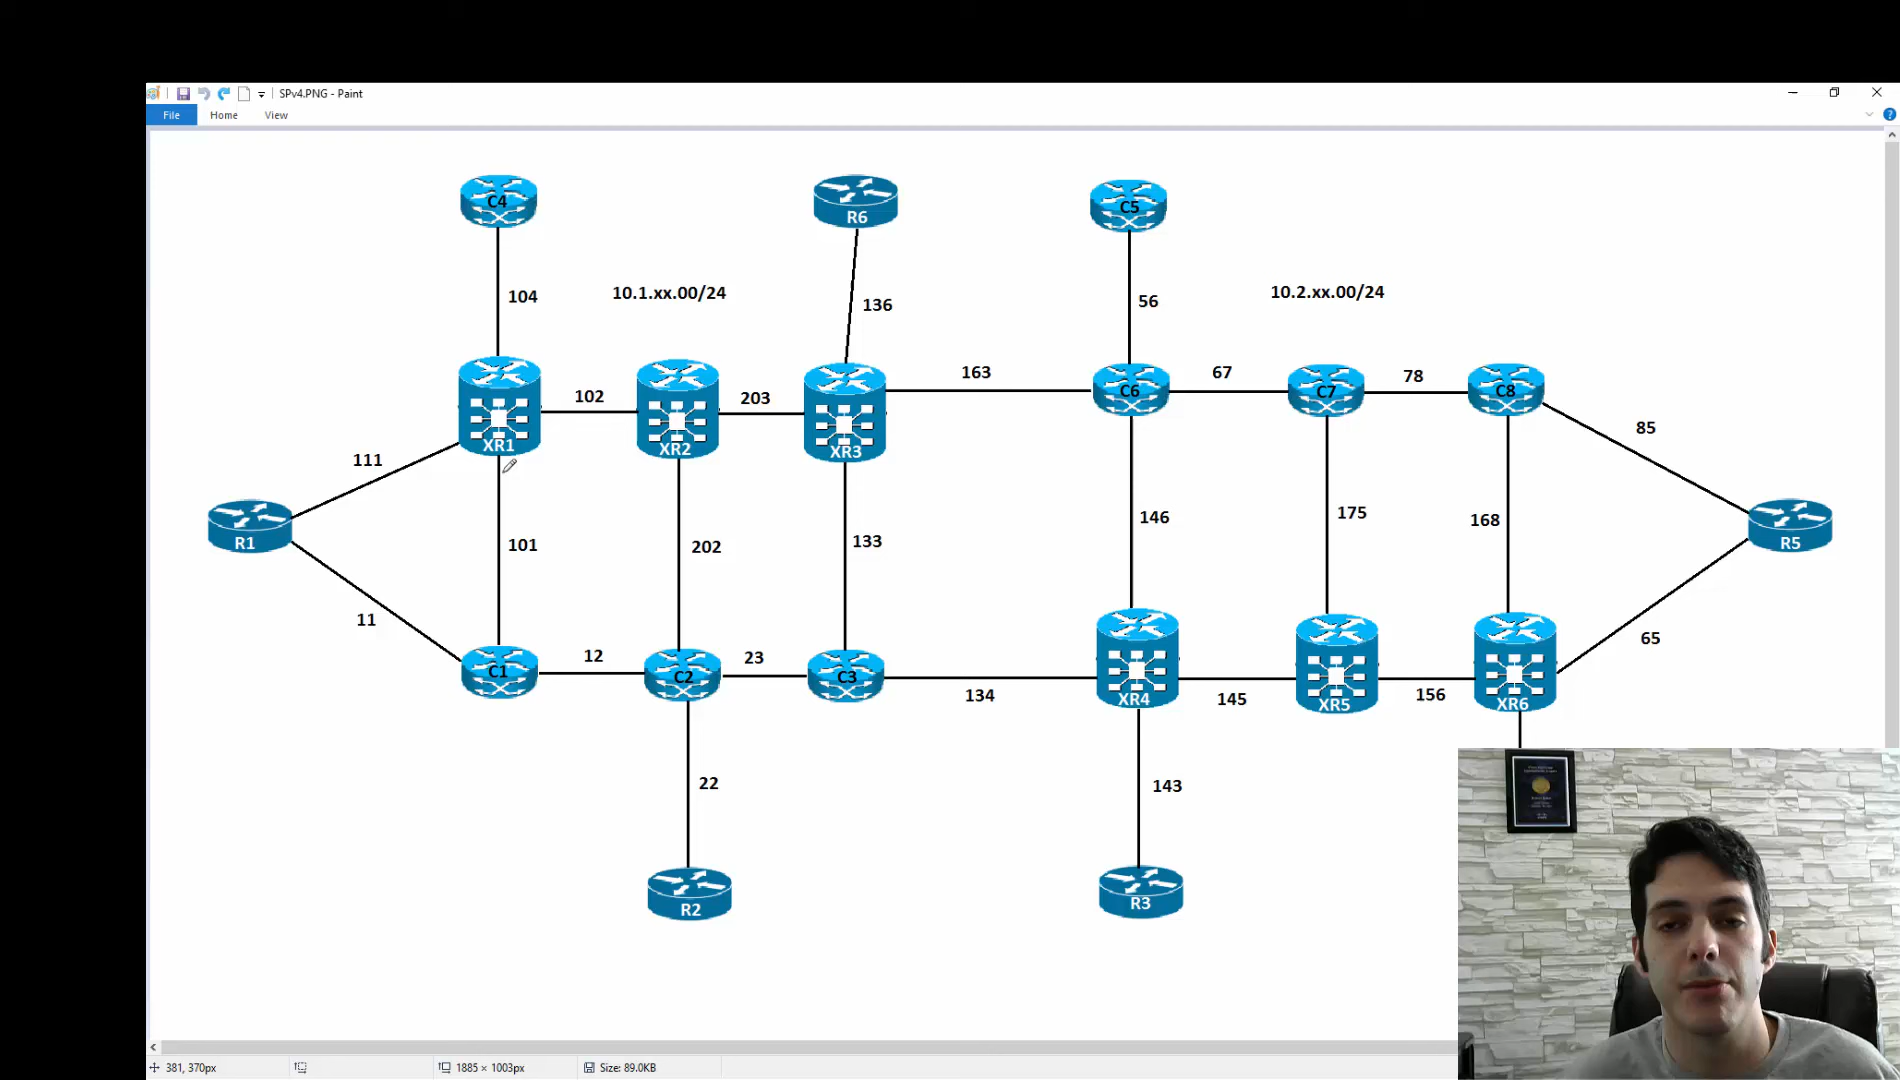 SPv4.PNG - Paint
File Home View
C4
R6
C5
104
10.1.xx.00/24
136
56
10.2.xx.00/24
XR1
102
XR2
203
XR3
163
C6
67
C7
78
C8
85
111
R1
101
202
133
146
175
168
R5
11
C1
12
C2
23
C3
134
XR4
145
XR5
156
XR6
65
22
143
R2
R3
381, 370px
1885 × 1003px
Size: 89.0KB